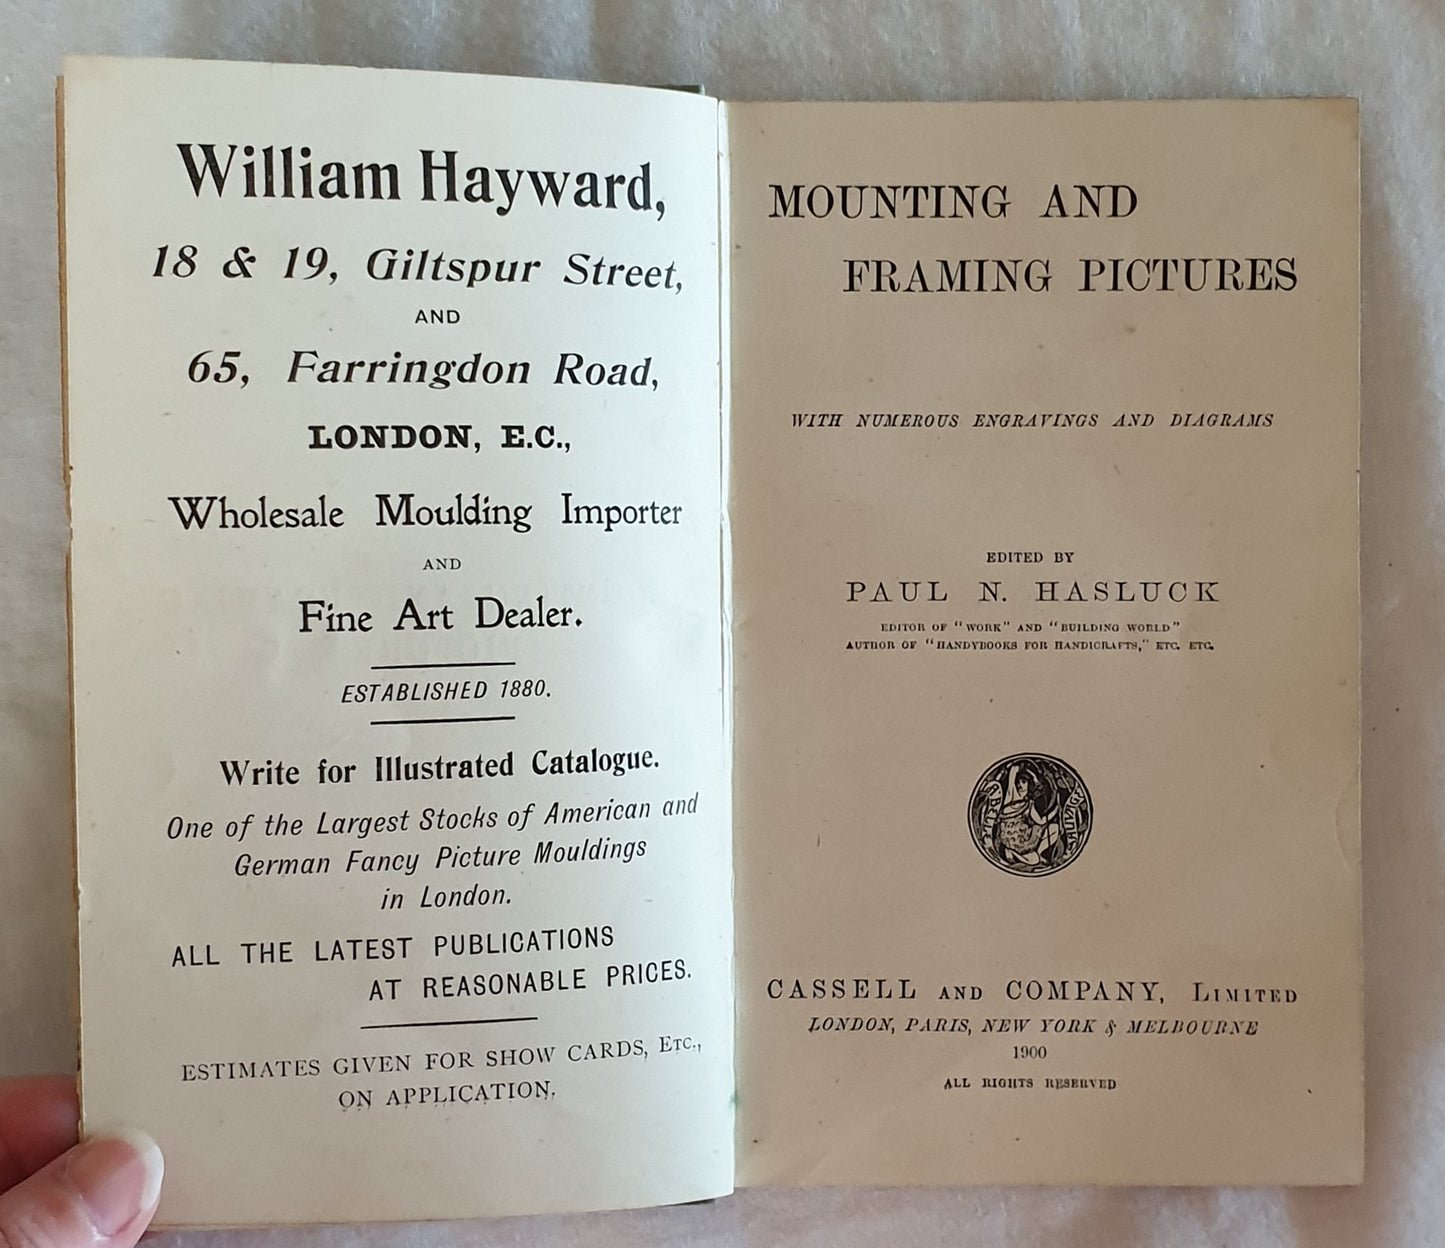 William Hayward,
18 & 19, Giltspur Street,
AND
65, Farringdon Road,
LONDON, E.C.,
Wholesale Moulding Importer
AND
Fine Art Dealer.
ESTABLISHED 1880.
Write for Illustrated Catalogue.
One of the Largest Stocks of American and
German Fancy Picture Mouldings
in London.
ALL THE LATEST PUBLICATIONS
AT REASONABLE PRICES.
ESTIMATES GIVEN FOR SHOW CARDS, ETC.,
ON APPLICATION.
MOUNTING AND
FRAMING PICTURES
WITH NUMEROUS ENGRAVINGS AND DIAGRAMS
EDITED BY
PAUL N. HASLUCK
EDITOR OF "WORK" AND "BUILDING WORLD"
AUTHOR OF "HANDYBOOKS FOR HANDICRAFTS," ETC. ETC.
LA BELLE SAUVAGE
CASSELL AND COMPANY, LIMITED
LONDON, PARIS, NEW YORK & MELBOURNE
1900
ALL RIGHTS RESERVED